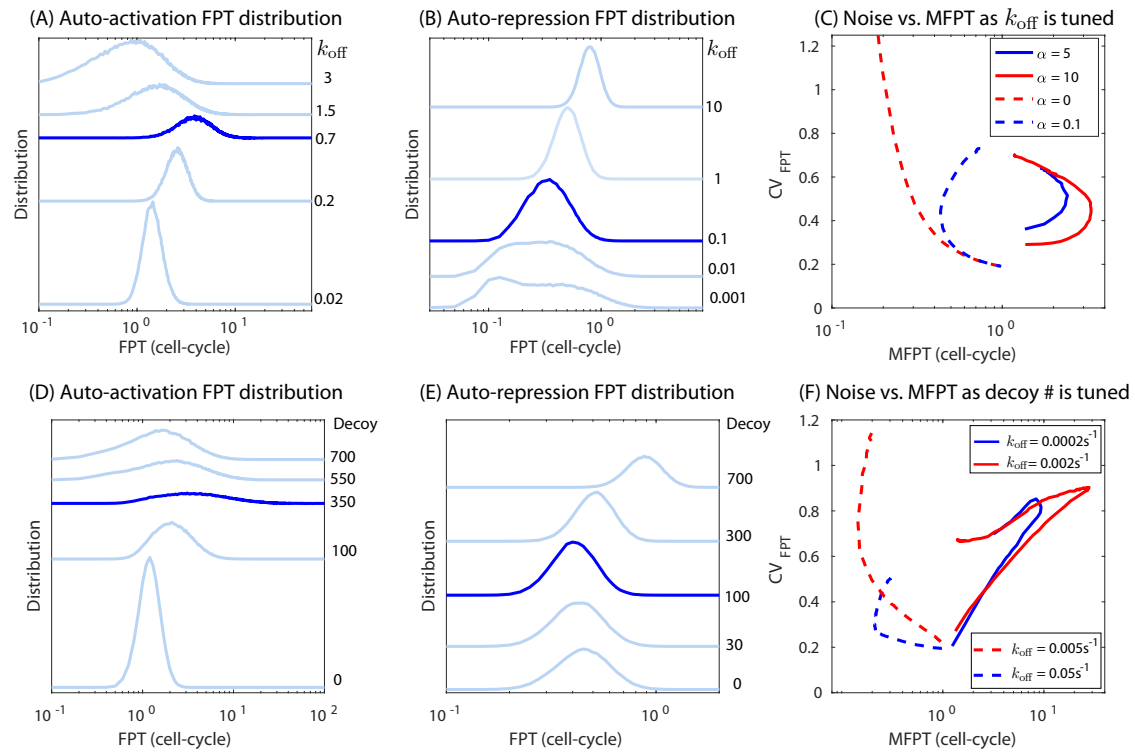 (A) Auto-activation FPT distribution
k_off
3
1.5
0.7
0.2
0.02
Distribution
10^-1
10^0
10^1
FPT (cell-cycle)
(B) Auto-repression FPT distribution
k_off
10
1
0.1
0.01
0.001
Distribution
10^-1
10^0
FPT (cell-cycle)
(C) Noise vs. MFPT as k_off is tuned
α = 5
α = 10
α = 0
α = 0.1
CV_FPT
1.2
1
0.8
0.6
0.4
0.2
0
10^-1
10^0
MFPT (cell-cycle)
(D) Auto-activation FPT distribution
Decoy
700
550
350
100
0
Distribution
10^-1
10^0
10^1
10^2
FPT (cell-cycle)
(E) Auto-repression FPT distribution
Decoy
700
300
100
30
0
Distribution
10^-1
10^0
FPT (cell-cycle)
(F) Noise vs. MFPT as decoy # is tuned
k_off = 0.0002s^-1
k_off = 0.002s^-1
k_off = 0.005s^-1
k_off = 0.05s^-1
CV_FPT
1.2
1
0.8
0.6
0.4
0.2
0
10^0
10^1
MFPT (cell-cycle)